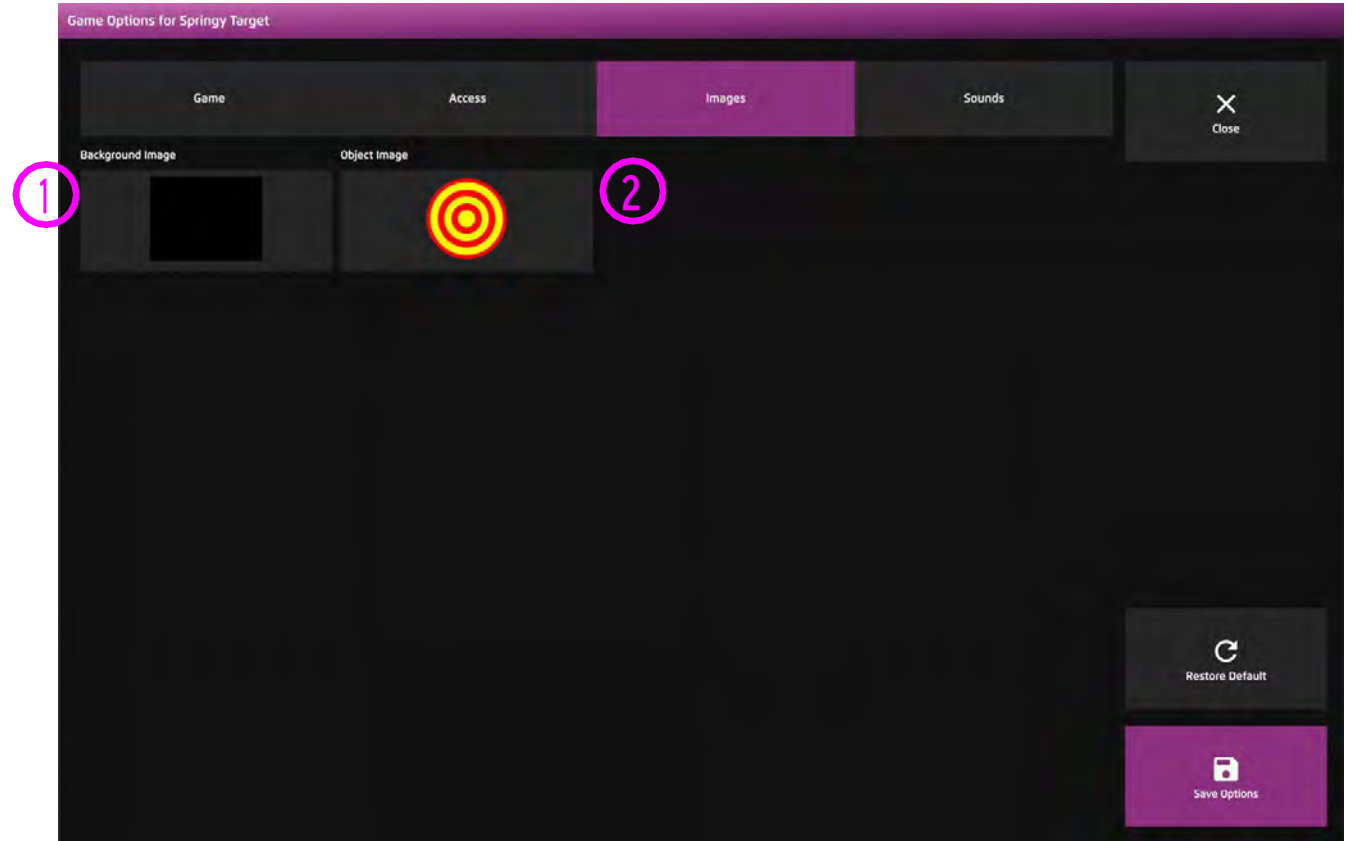 Game Options for Springy Target
Game Access Images Sounds
Close
Background Image Object Image
1 2
Restore Default
Save Options